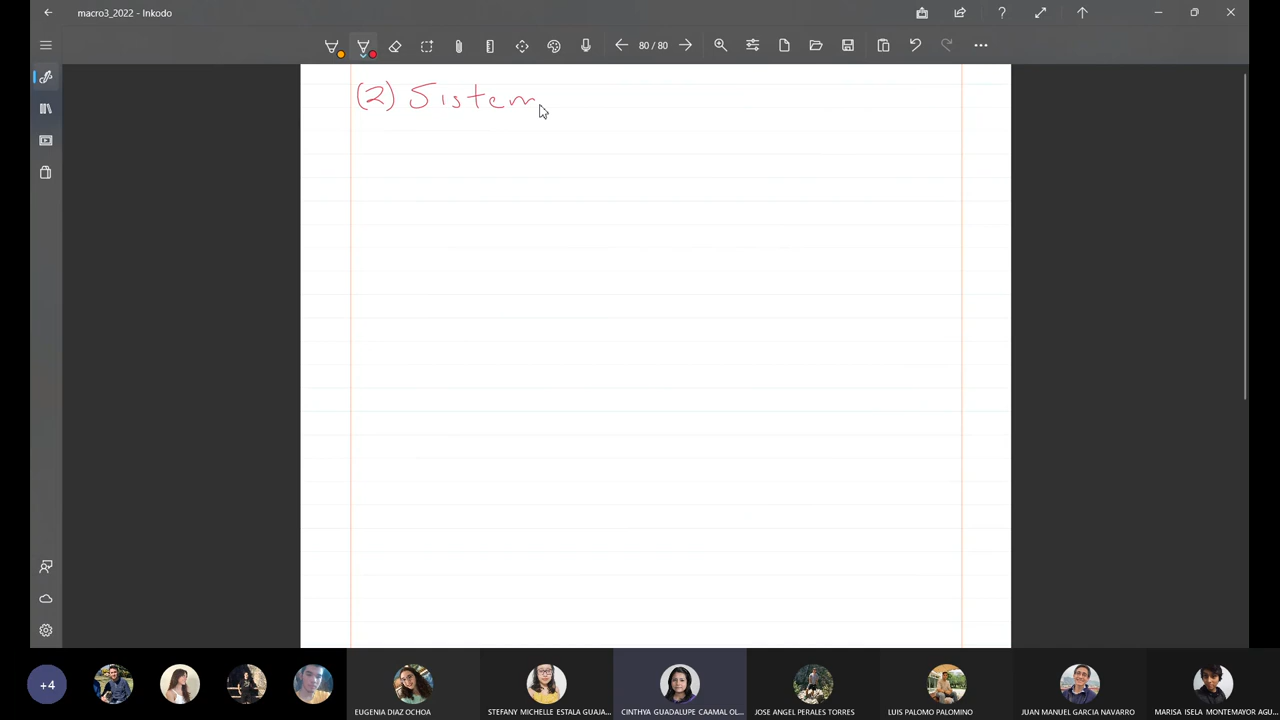 macro3_2022 - Inkodo
80 / 80
(2) Sistem
+4
EUGENIA DIAZ OCHOA
STEFANY MICHELLE ESTALA GUAJA...
CINTHYA GUADALUPE CAAMAL OL...
JOSE ANGEL PERALES TORRES
LUIS PALOMO PALOMINO
JUAN MANUEL GARCIA NAVARRO
MARISA ISELA MONTEMAYOR AGU...